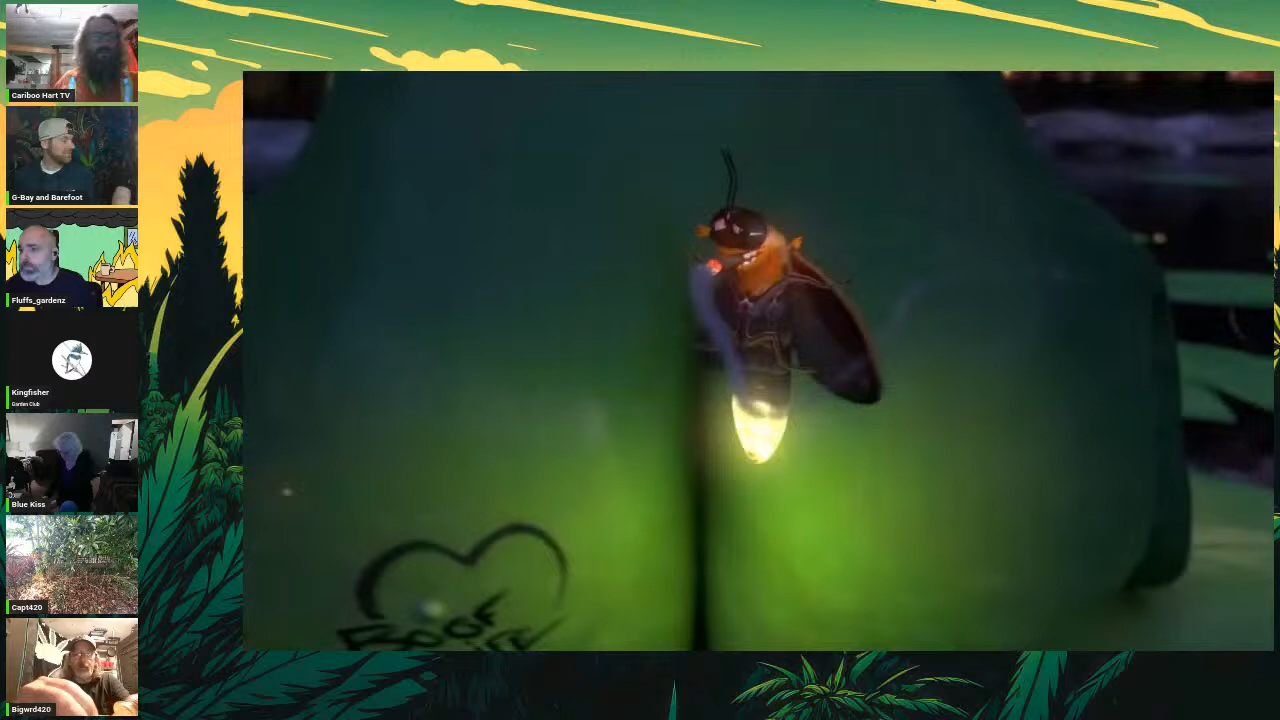 Cariboo Hart TV
G-Bay and Barefoot
Fluffs_gardenz
Kingfisher
Garden Club
Blue Kiss
Capt420
Bigwrd420